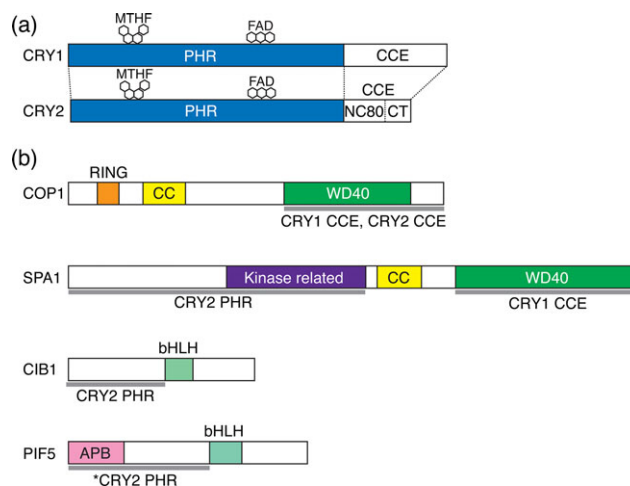 (a)
MTHF FAD
CRY1 PHR CCE
MTHF FAD CCE
CRY2 PHR NC80 CT
(b)
RING
COP1 CC WD40
CRY1 CCE, CRY2 CCE
SPA1 Kinase related CC WD40
CRY2 PHR CRY1 CCE
bHLH
CIB1
CRY2 PHR
bHLH
PIF5 APB
*CRY2 PHR